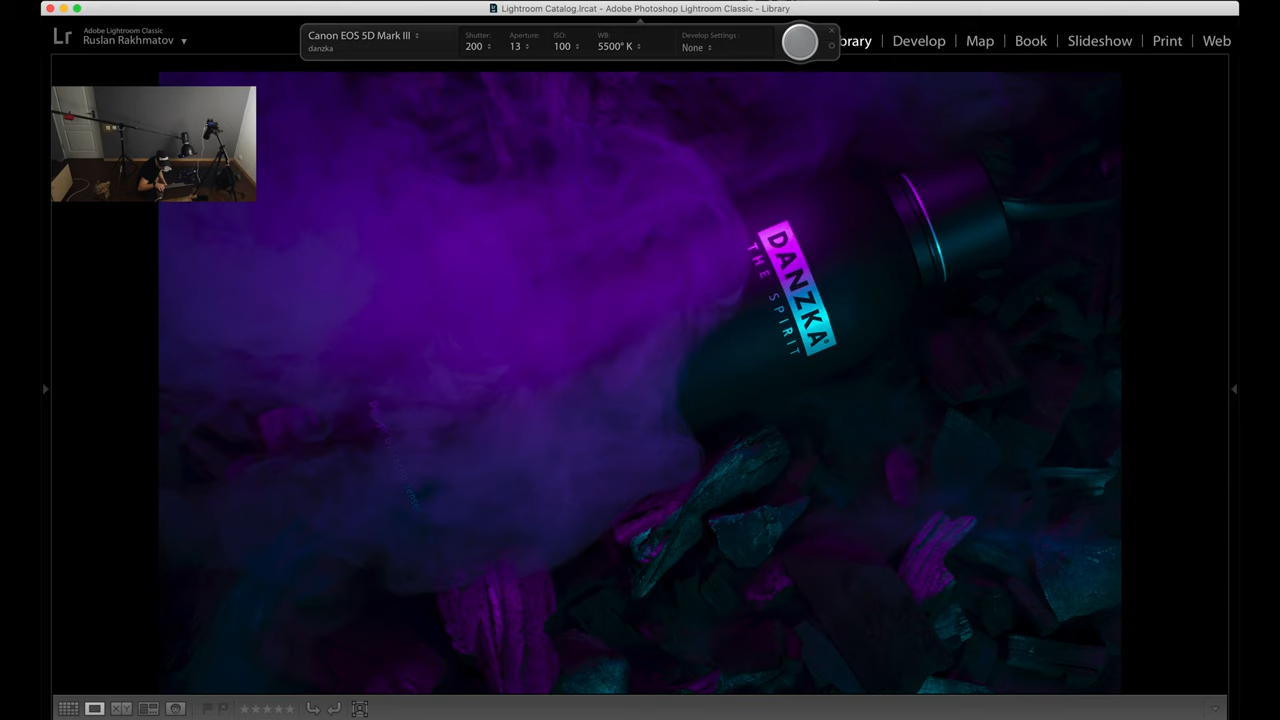 Lightroom Catalog.lrcat - Adobe Photoshop Lightroom Classic - Library
Lr
Adobe Lightroom Classic
Ruslan Rakhmatov
Canon EOS 5D Mark III
danzka
Shutter:
200
Aperture:
13
ISO:
100
WB:
5500° K
Develop Settings :
None
Develop
Map
Book
Slideshow
Print
Web
DANZKA
THE SPIRIT
XY